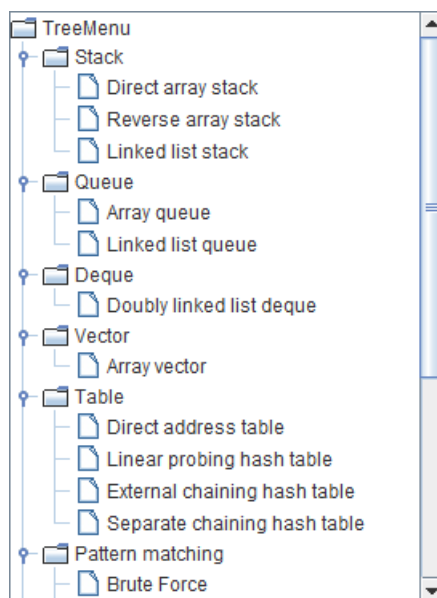 TreeMenu
Stack
Direct array stack
Reverse array stack
Linked list stack
Queue
Array queue
Linked list queue
Deque
Doubly linked list deque
Vector
Array vector
Table
Direct address table
Linear probing hash table
External chaining hash table
Separate chaining hash table
Pattern matching
Brute Force